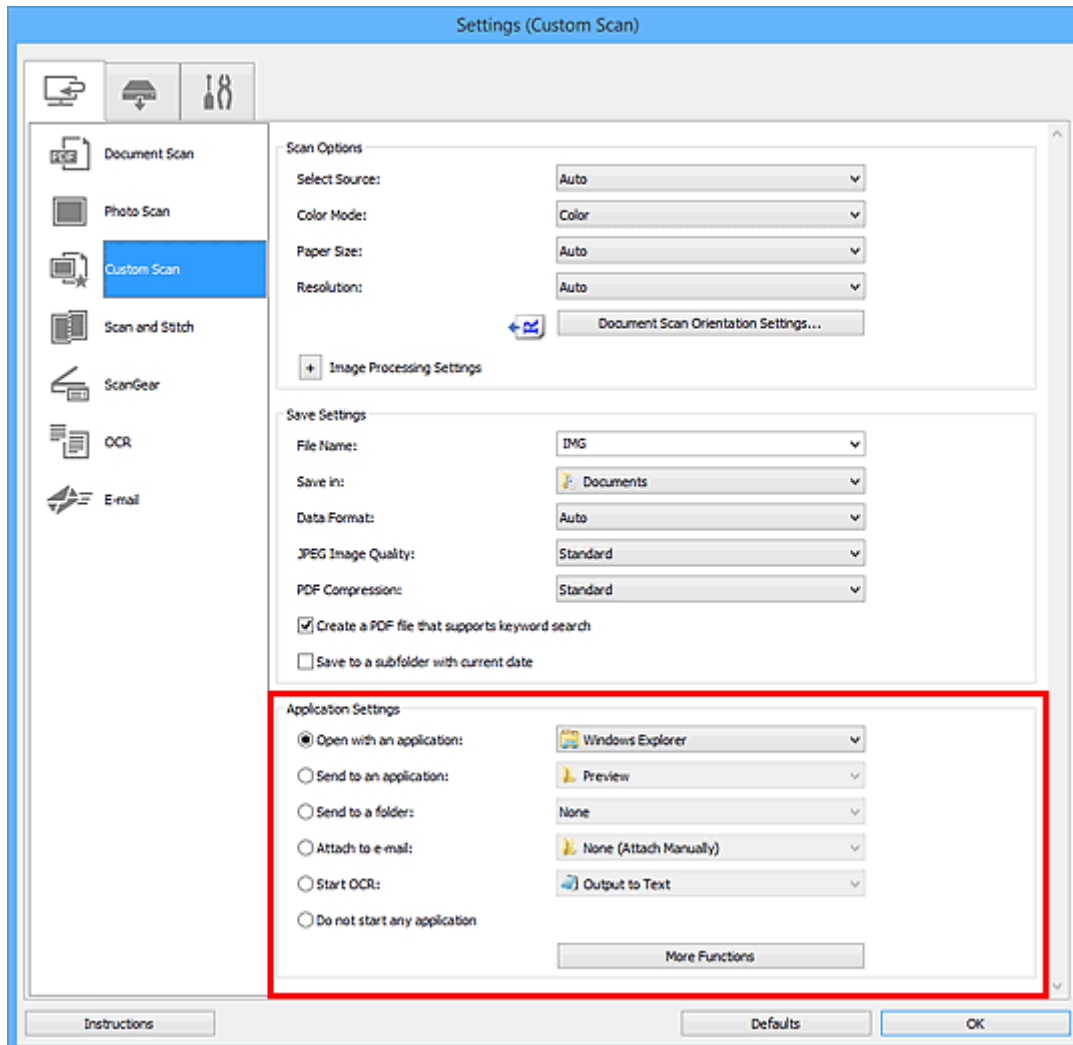 Settings (Custom Scan)
Document Scan
Photo Scan
Custom Scan
Scan and Stitch
ScanGear
OCR
E-mail
Scan Options
Select Source: Auto
Color Mode: Color
Paper Size: Auto
Resolution: Auto
Document Scan Orientation Settings...
+ Image Processing Settings
Save Settings
File Name: IMG
Save in: Documents
Data Format: Auto
JPEG Image Quality: Standard
PDF Compression: Standard
Create a PDF file that supports keyword search
Save to a subfolder with current date
Application Settings
Open with an application: Windows Explorer
Send to an application: Preview
Send to a folder: None
Attach to e-mail: None (Attach Manually)
Start OCR: Output to Text
Do not start any application
More Functions
Instructions Defaults OK